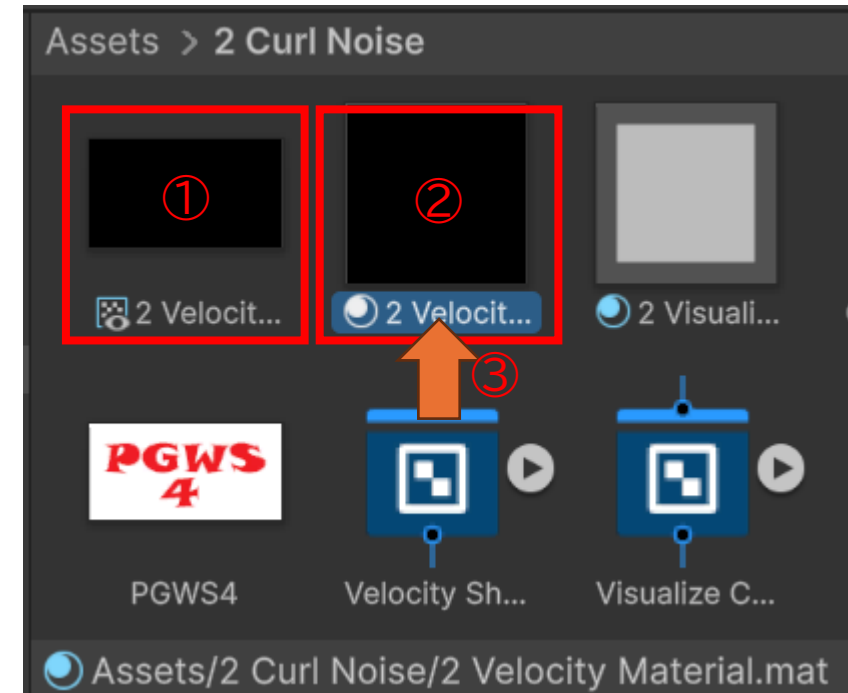 Assets > 2 Curl Noise
①
②
2 Velocit...
2 Velocit...
2 Visuali...
③
PGWS
4
PGWS4
Velocity Sh...
Visualize C...
Assets/2 Curl Noise/2 Velocity Material.mat